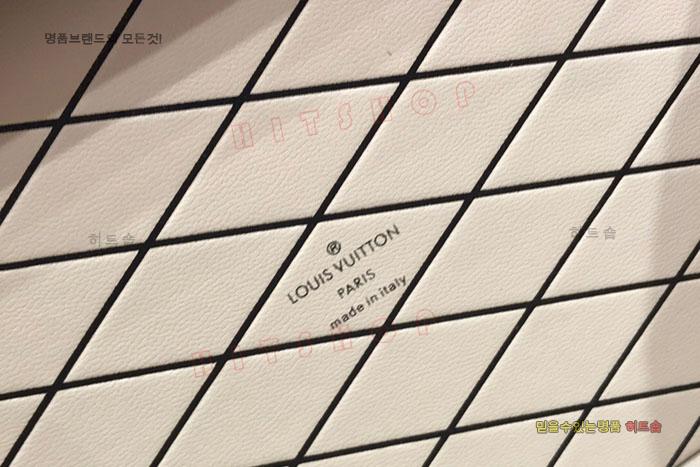 명품브랜드의 모든것!
HITSHOP
히트숍
히트숍
®
LOUIS VUITTON
PARIS
made in italy
HITSHOP
믿을수있는명품 히트숍